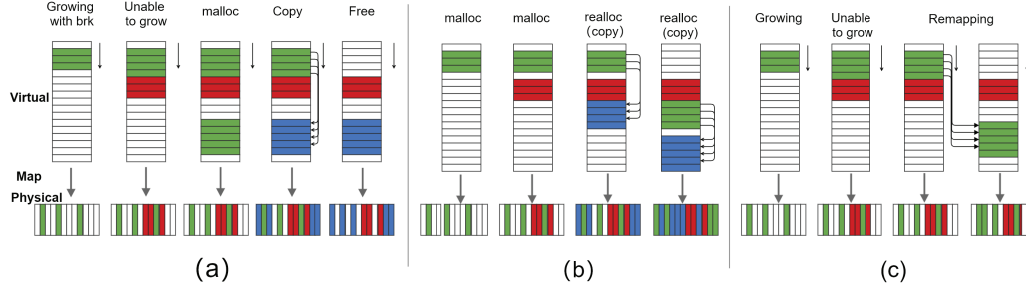 Growing
with brk
Unable
to grow
malloc
Copy
Free
Virtual
Map
Physical
(a)
malloc
malloc
realloc
(copy)
realloc
(copy)
(b)
Growing
Unable
to grow
Remapping
(c)